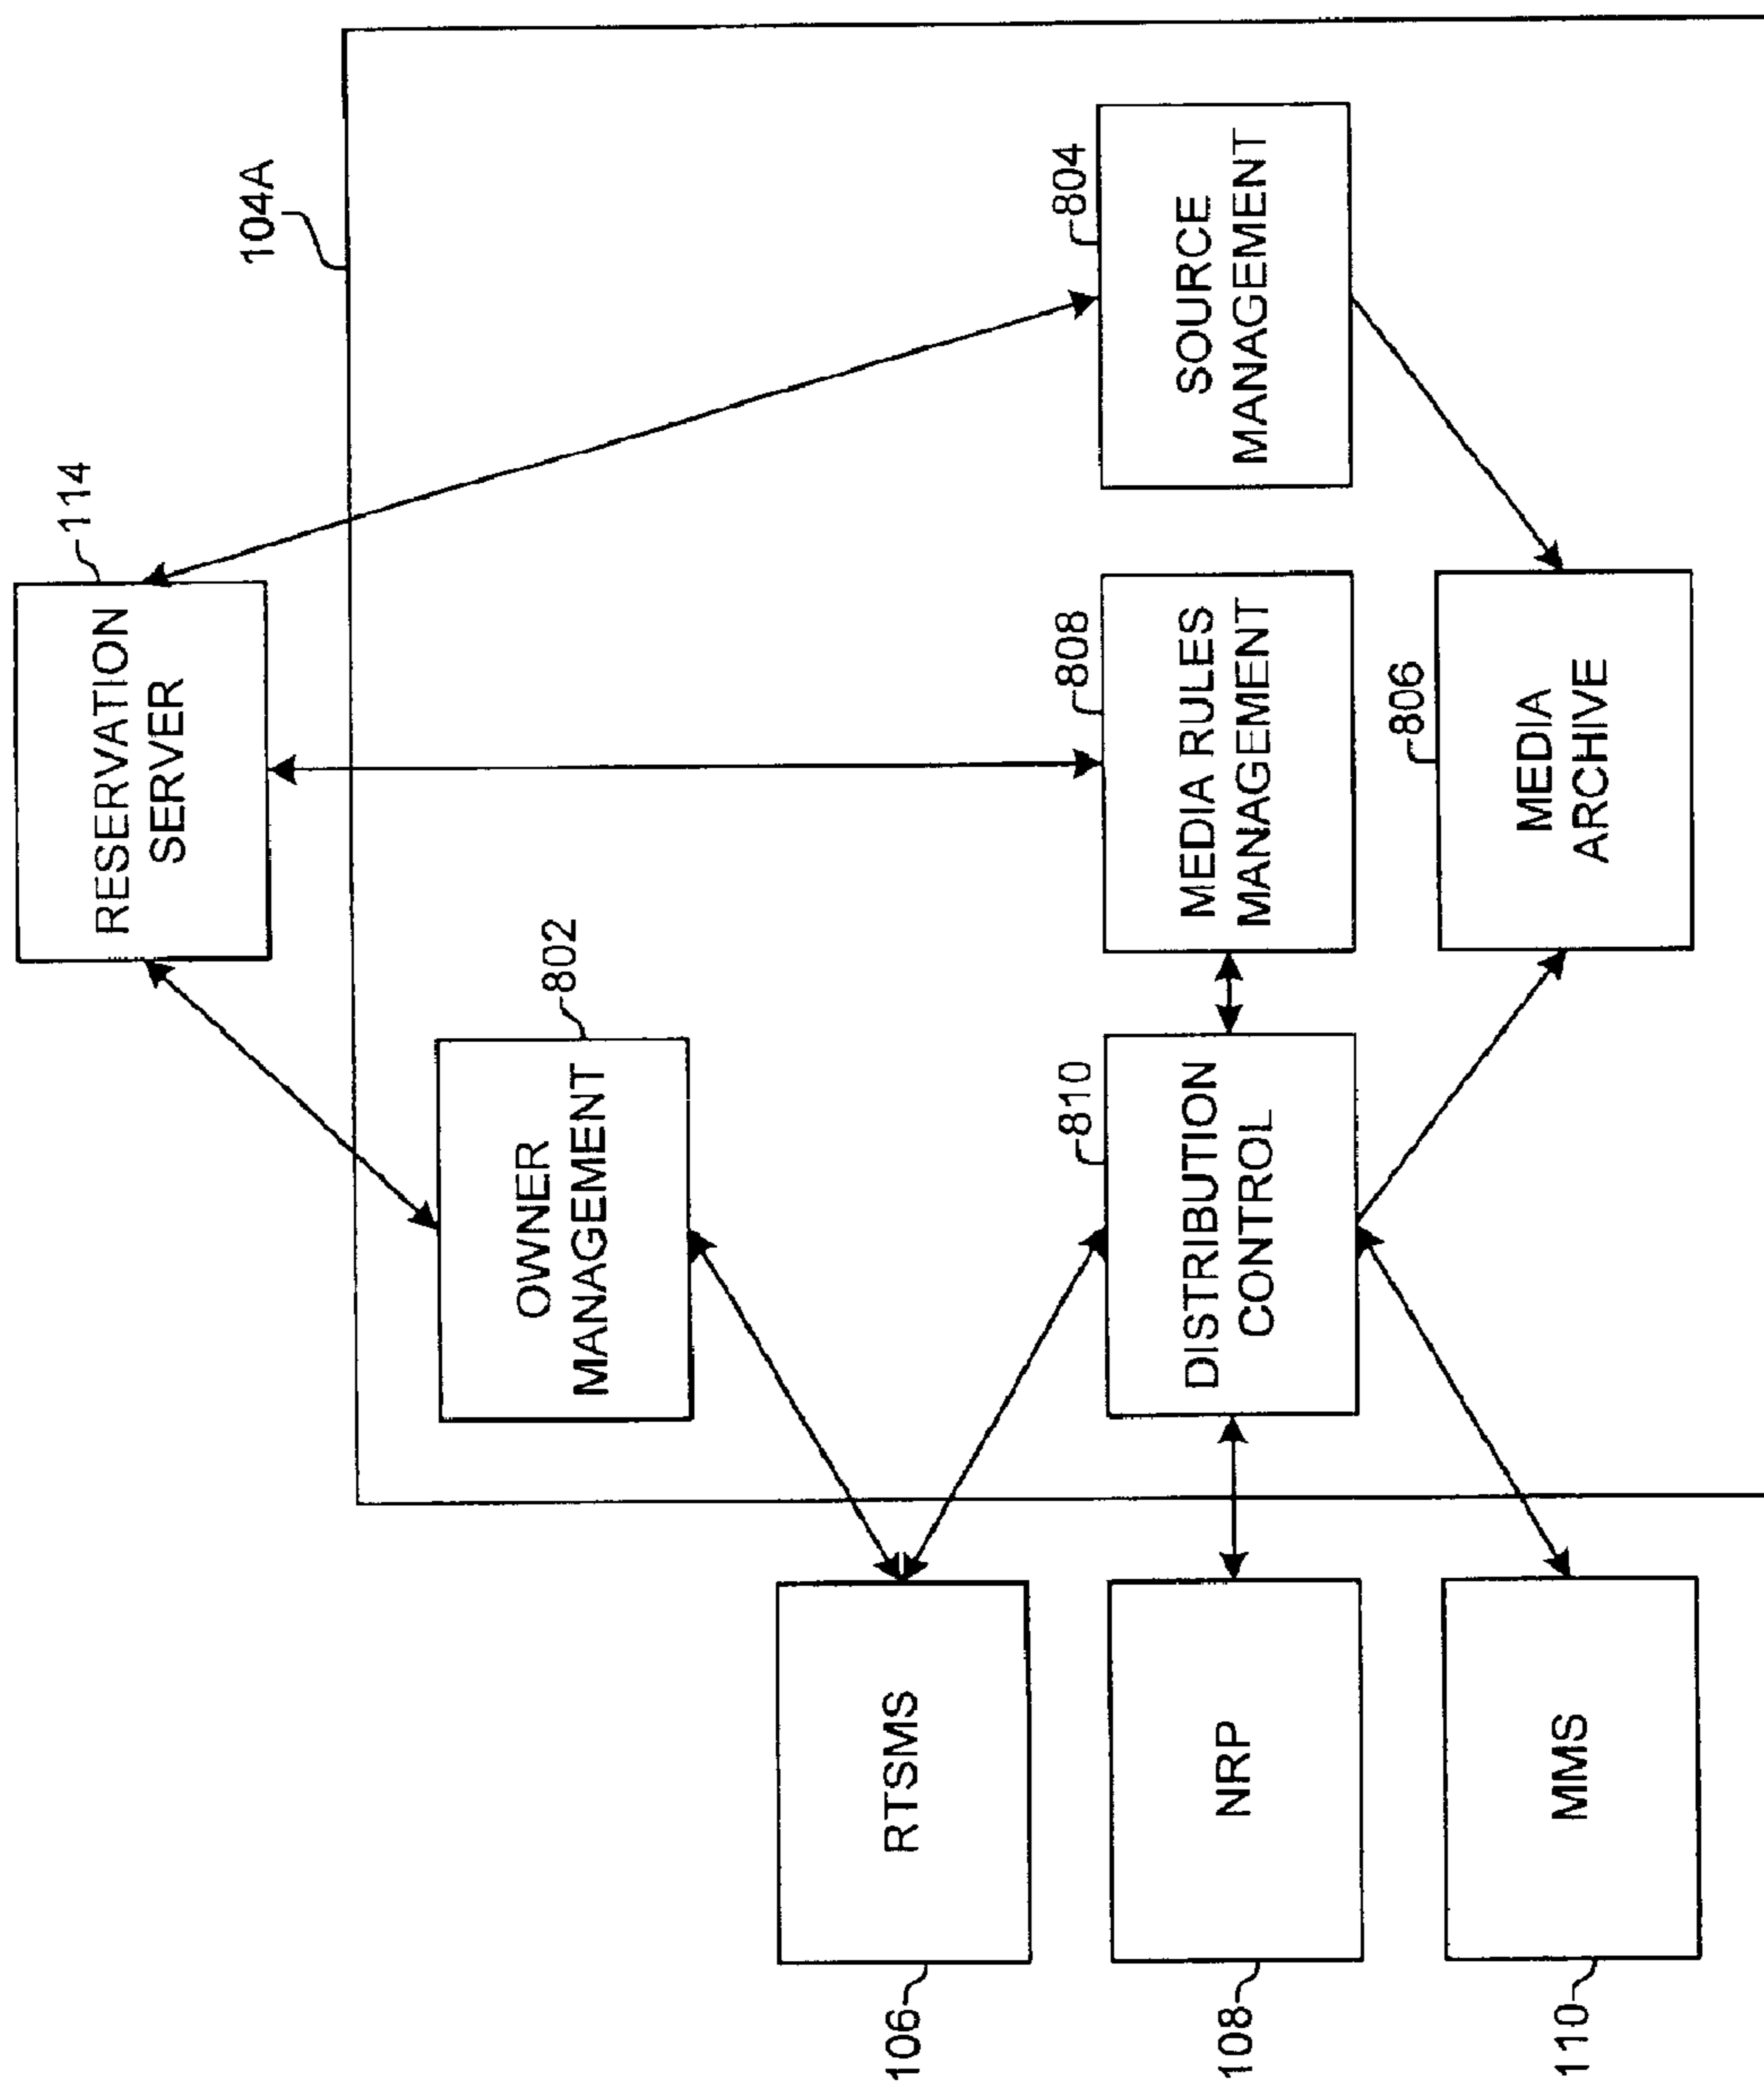 114
RESERVATION
SERVER
104A
802
OWNER
MANAGEMENT
804
SOURCE
MANAGEMENT
808
MEDIA RULES
MANAGEMENT
810
DISTRIBUTION
CONTROL
806
MEDIA
ARCHIVE
RTSMS
106
NRP
108
MMS
110